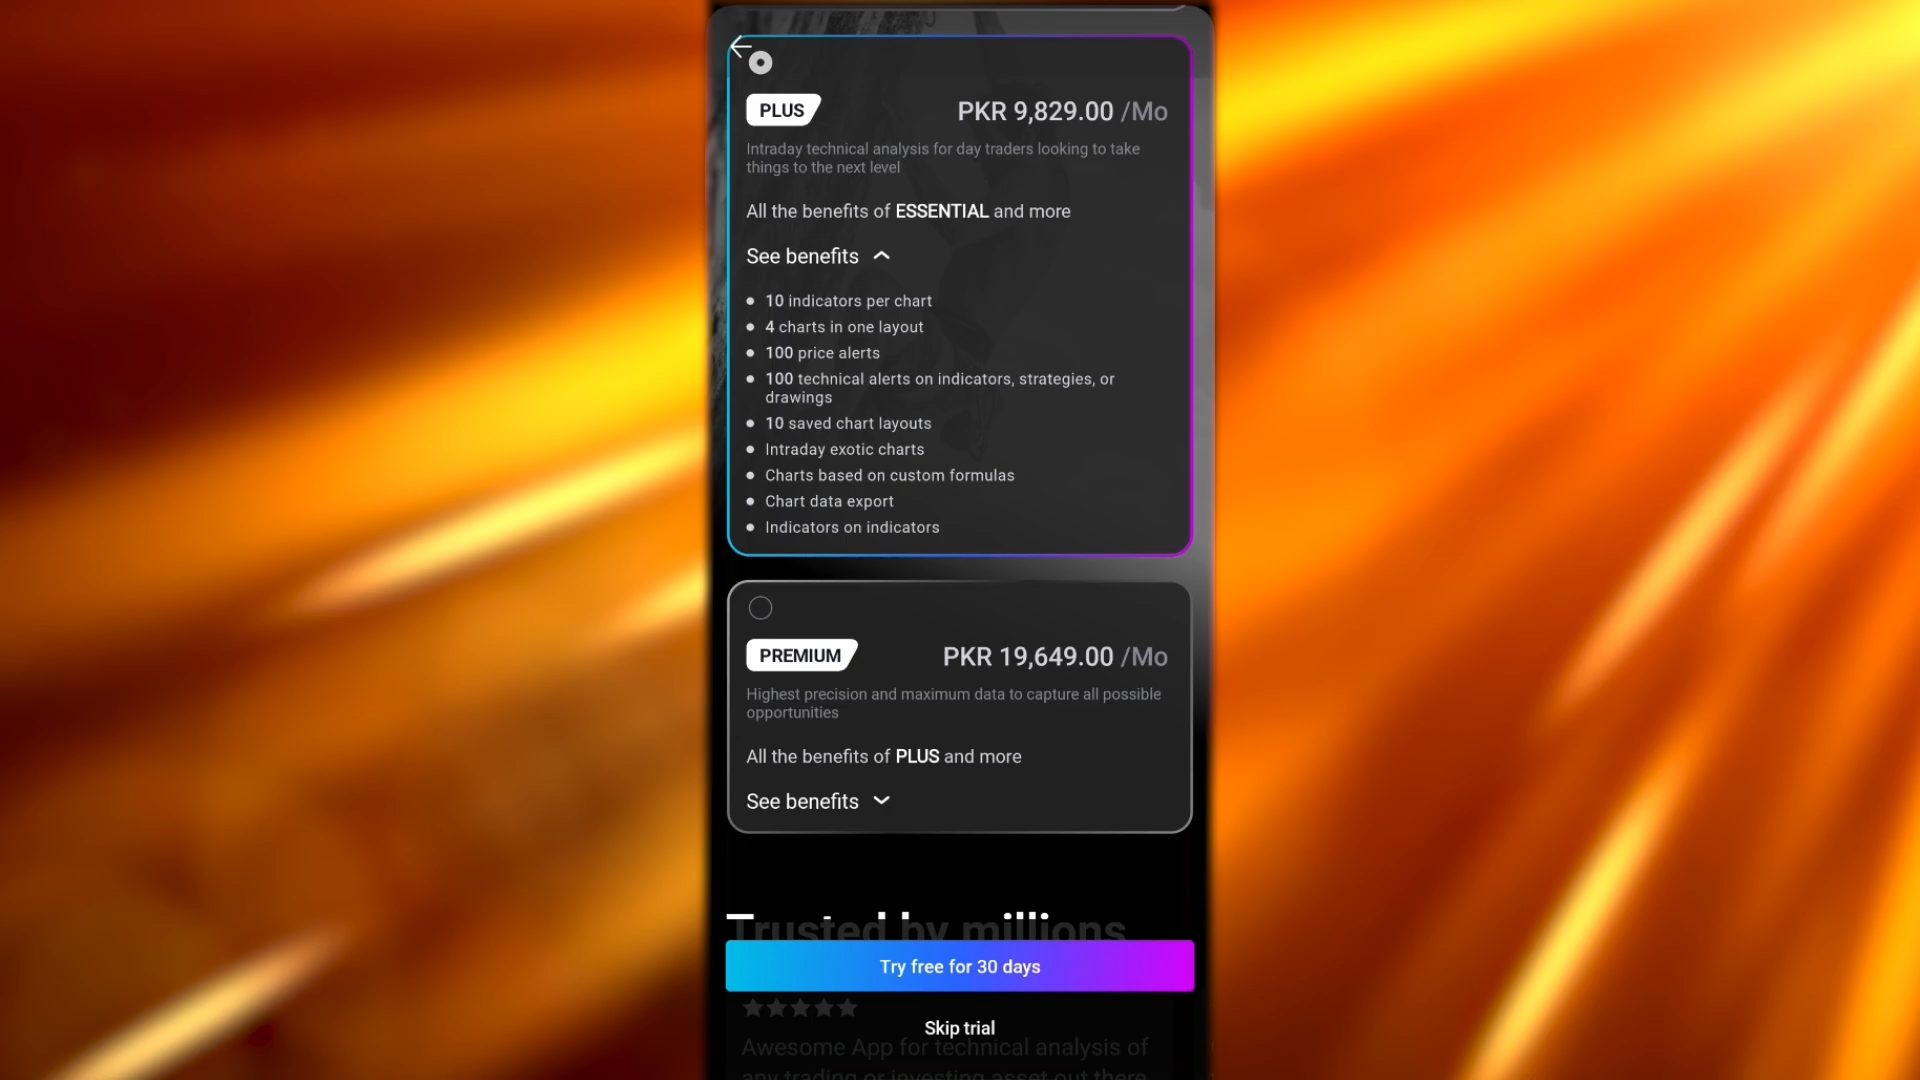 PLUS
PKR 9,829.00 /Mo
Intraday technical analysis for day traders looking to take
things to the next level
All the benefits of ESSENTIAL and more
See benefits
10 indicators per chart
4 charts in one layout
100 price alerts
100 technical alerts on indicators, strategies, or
drawings
10 saved chart layouts
Intraday exotic charts
Charts based on custom formulas
Chart data export
Indicators on indicators
PREMIUM
PKR 19,649.00 /Mo
Highest precision and maximum data to capture all possible
opportunities
All the benefits of PLUS and more
See benefits
Trusted by millions
Try free for 30 days
Skip trial
Awesome App for technical analysis of
any trading or investing asset out there